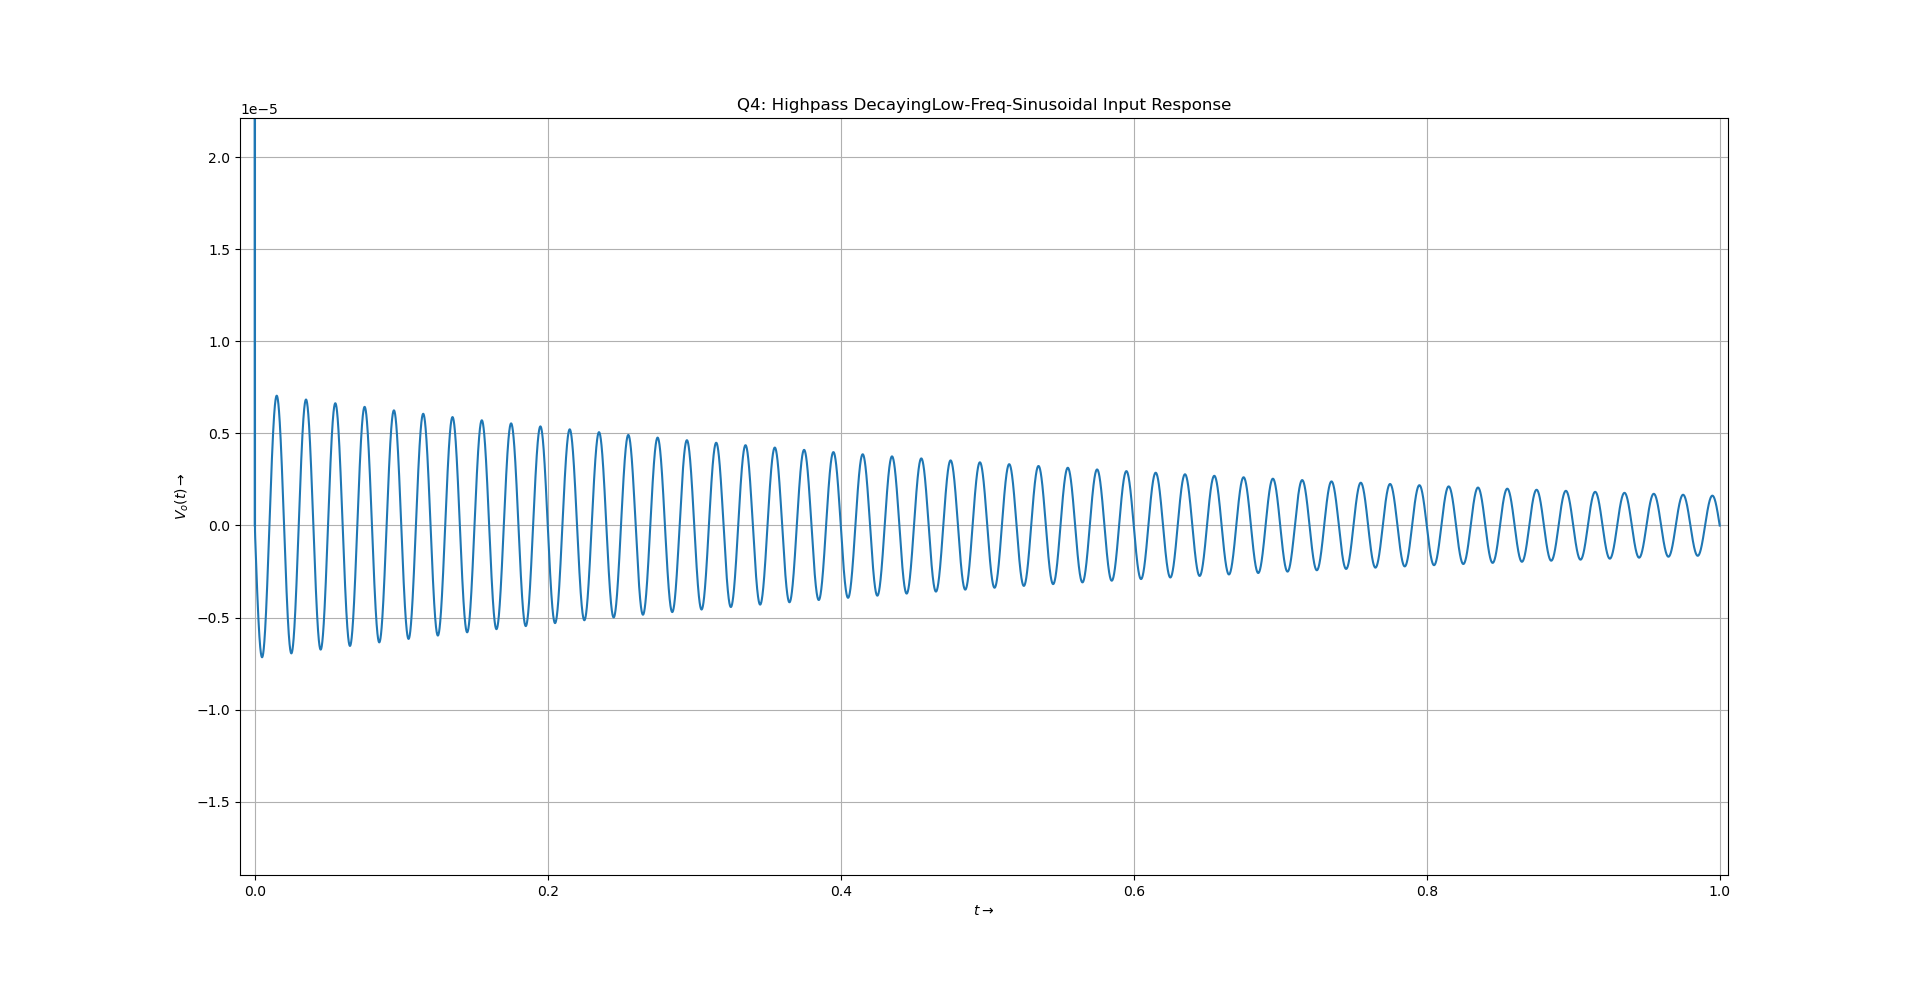 Q4: Highpass DecayingLow-Freq-Sinusoidal Input Response
1e−5
2.0
1.5
1.0
0.5
0.0
−0.5
−1.0
−1.5
V_o(t)→
0.0 0.2 0.4 0.6 0.8 1.0
t→